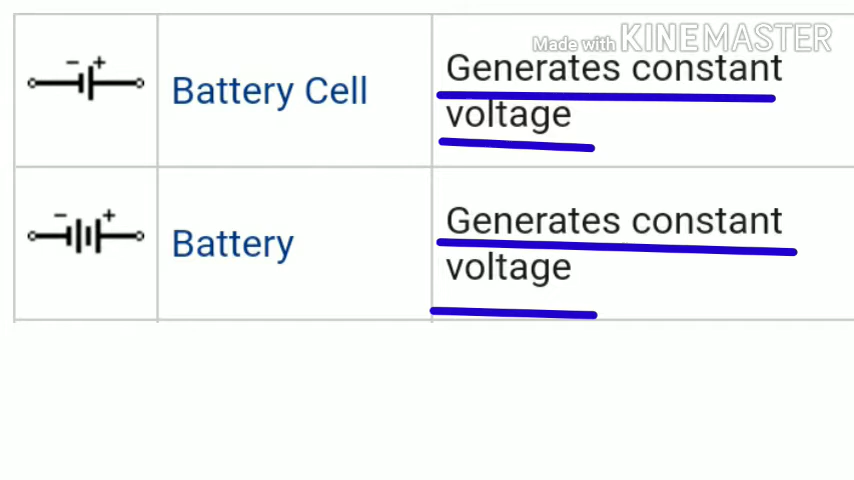 Made with KINEMASTER
- +
Battery Cell
Generates constant
voltage
- +
Battery
Generates constant
voltage